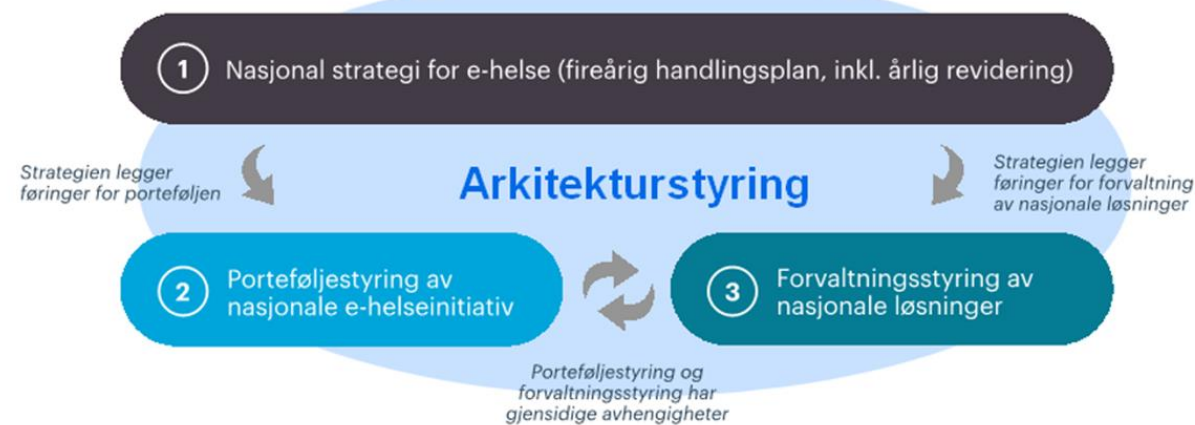 1 Nasjonal strategi for e-helse (fireårig handlingsplan, inkl. årlig revidering)
Strategien legger
føringer for porteføljen
Arkitekturstyring
Strategien legger
føringer for forvaltning
av nasjonale løsninger
2 Porteføljestyring av
nasjonale e-helseinitiativ
3 Forvaltningsstyring av
nasjonale løsninger
Porteføljestyring og
forvaltningsstyring har
gjensidige avhengigheter